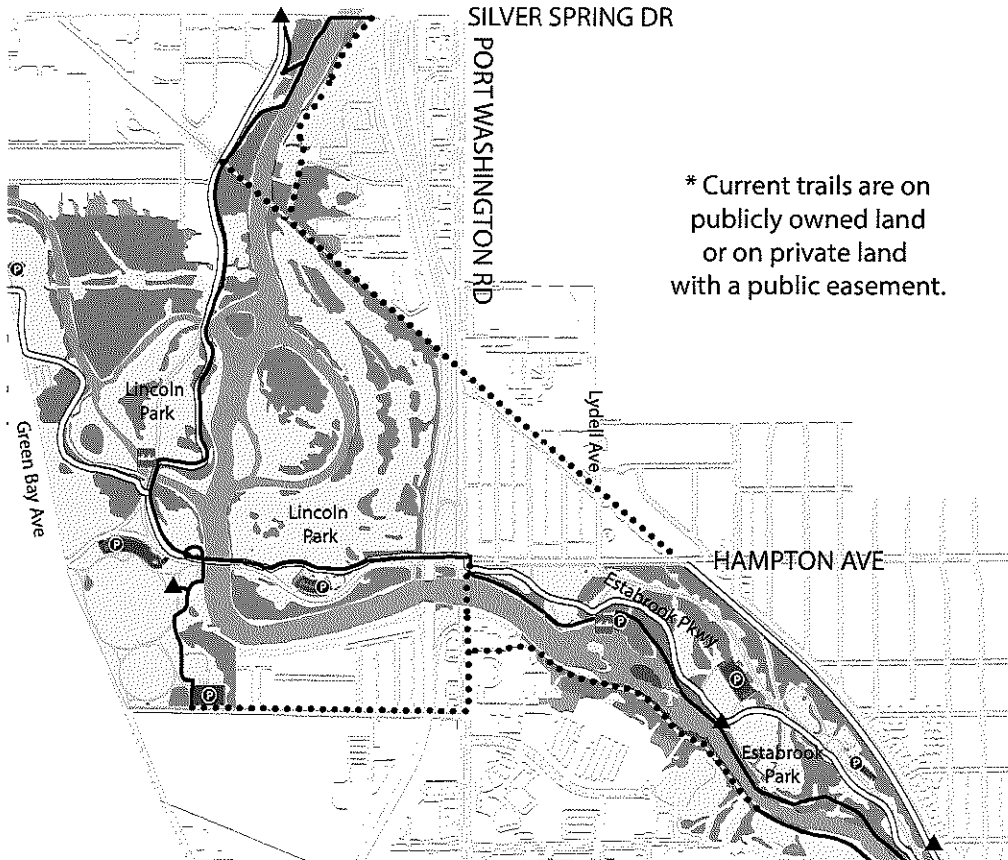 SILVER SPRING DR
PORT WASHINGTON RD
* Current trails are on
publicly owned land
or on private land
with a public easement.
P
Lincoln
Park
Lydell Ave
Green Bay Ave
Lincoln
Park
P
HAMPTON AVE
P
Estabrook Pkwy
P
P
P
Estabrook
Park
P